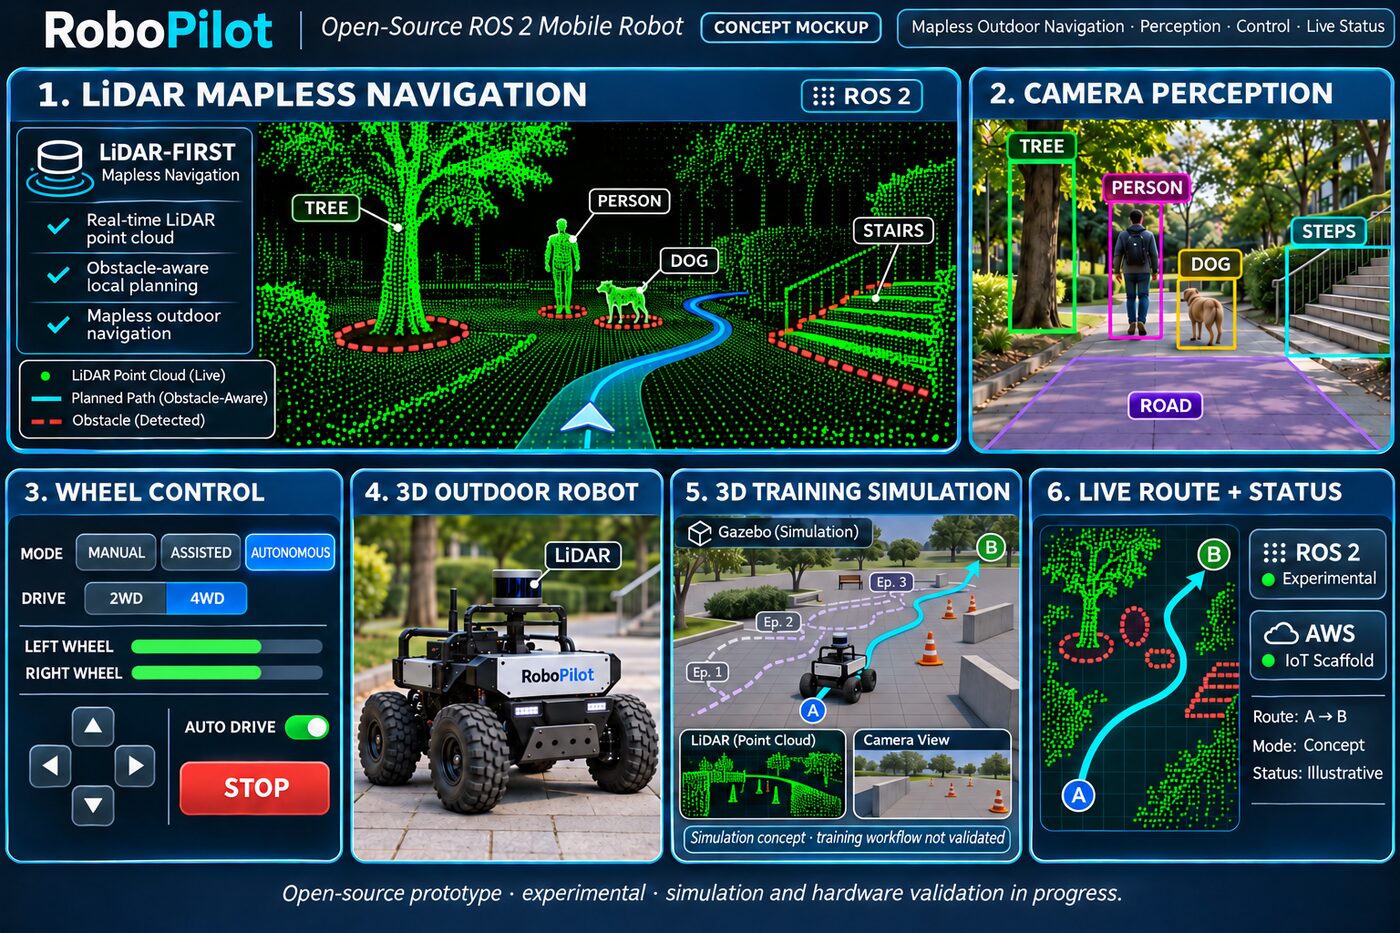 RoboPilot
Open-Source ROS 2 Mobile Robot
CONCEPT MOCKUP
Mapless Outdoor Navigation · Perception · Control · Live Status
1. LiDAR MAPLESS NAVIGATION
ROS 2
LiDAR-FIRST
Mapless Navigation
Real-time LiDAR
point cloud
Obstacle-aware
local planning
Mapless outdoor
navigation
LiDAR Point Cloud (Live)
Planned Path (Obstacle-Aware)
Obstacle (Detected)
TREE
PERSON
DOG
STAIRS
2. CAMERA PERCEPTION
TREE
PERSON
DOG
STEPS
ROAD
3. WHEEL CONTROL
MODE
MANUAL
ASSISTED
AUTONOMOUS
DRIVE
2WD
4WD
LEFT WHEEL
RIGHT WHEEL
AUTO DRIVE
STOP
4. 3D OUTDOOR ROBOT
LiDAR
RoboPilot
5. 3D TRAINING SIMULATION
Gazebo (Simulation)
B
Ep. 3
Ep. 2
Ep. 1
A
LiDAR (Point Cloud)
Camera View
Simulation concept · training workflow not validated
6. LIVE ROUTE + STATUS
B
A
ROS 2
Experimental
AWS
IoT Scaffold
Route: A → B
Mode: Concept
Status: Illustrative
Open-source prototype · experimental · simulation and hardware validation in progress.